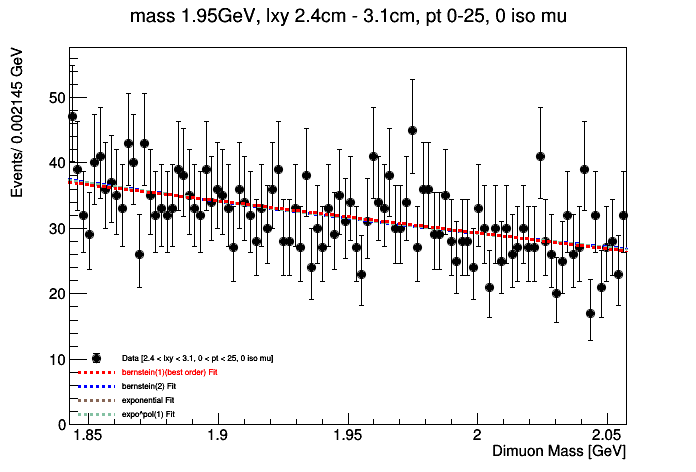 mass 1.95GeV, lxy 2.4cm - 3.1cm, pt 0-25, 0 iso mu
Events/ 0.002145 GeV
50
40
30
20
10
0
Data [2.4 < lxy < 3.1, 0 < pt < 25, 0 iso mu]
bernstein(1)(best order) Fit
bernstein(2) Fit
exponential Fit
expo*pol(1) Fit
1.85 1.9 1.95 2 2.05
Dimuon Mass [GeV]